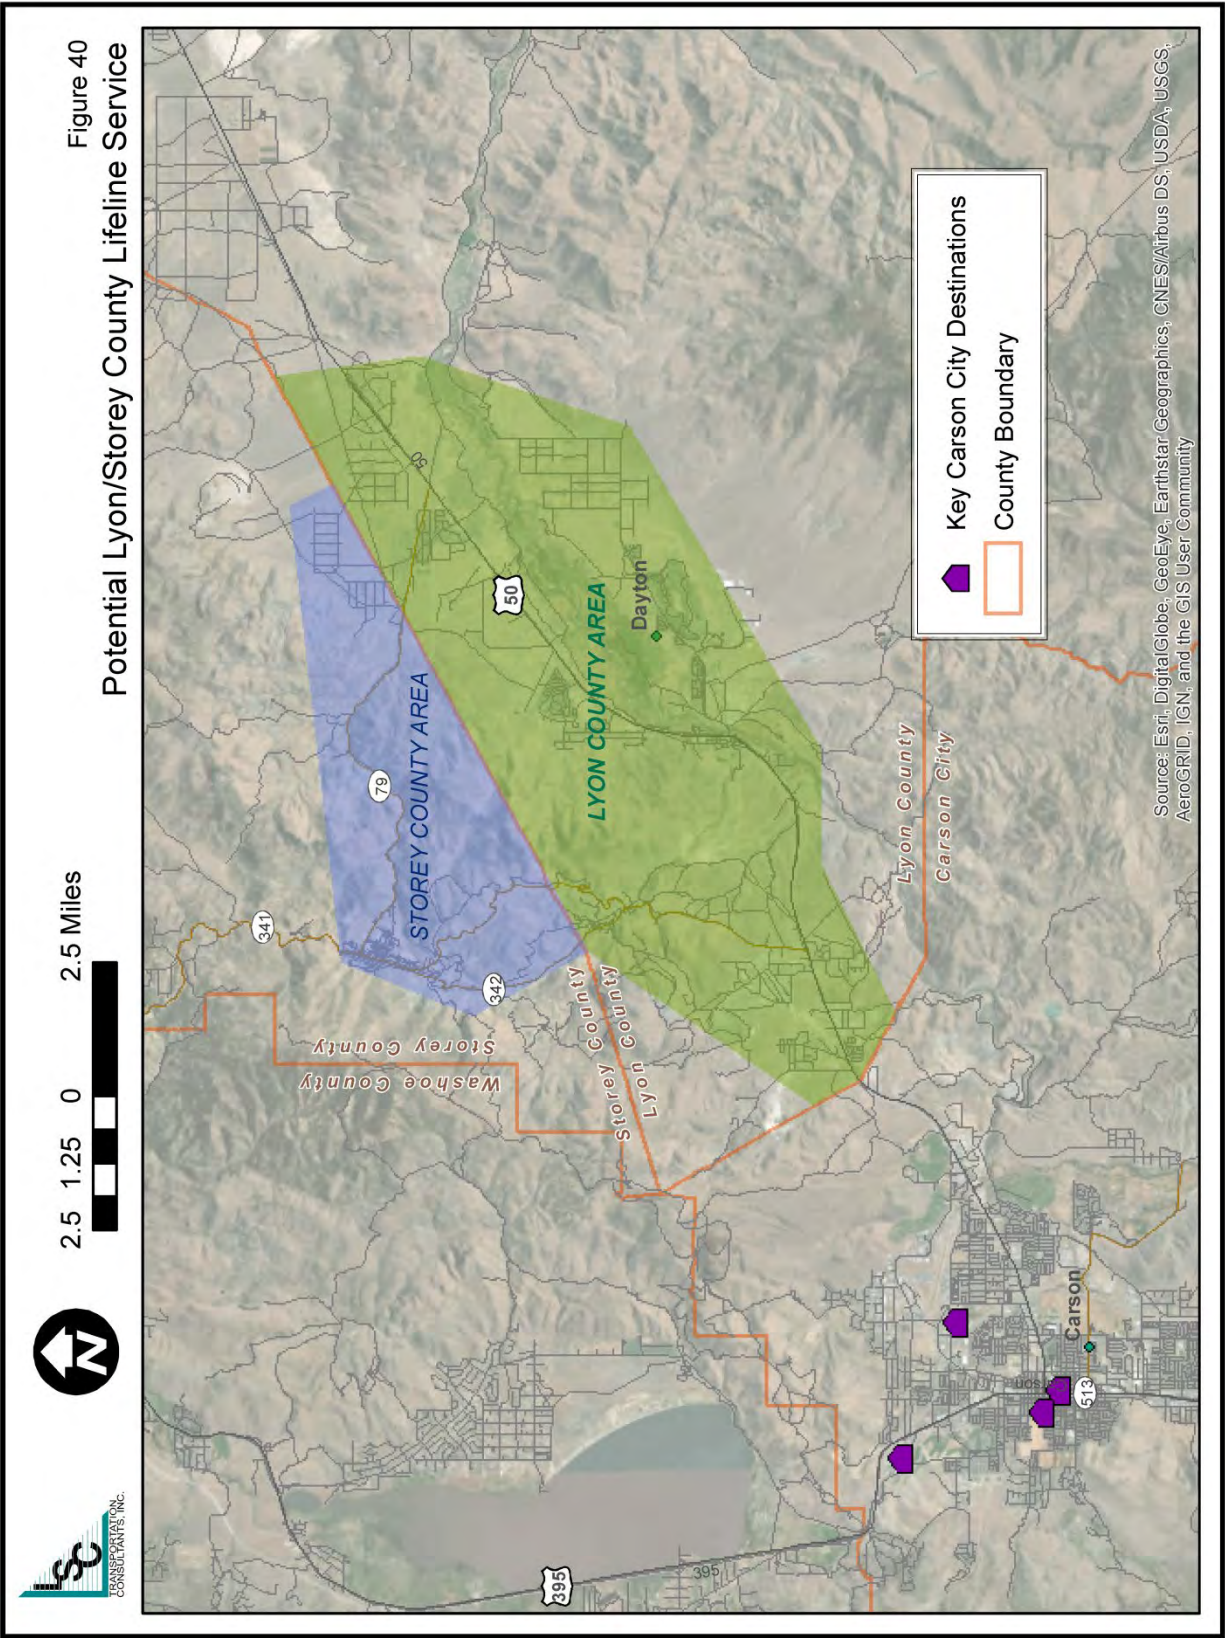 LSC
TRANSPORTATION
CONSULTANTS, INC.
N
2.5 1.25 0 2.5 Miles
Figure 40
Potential Lyon/Storey County Lifeline Service
341
79
342
50
50
395
395
513
STOREY COUNTY AREA
LYON COUNTY AREA
Dayton
Washoe County
Storey County
Storey County
Lyon County
Lyon County
Carson City
Carson
Key Carson City Destinations
County Boundary
Source: Esri, DigitalGlobe, GeoEye, Earthstar Geographics, CNES/Airbus DS, USDA, USGS,
AeroGRID, IGN, and the GIS User Community